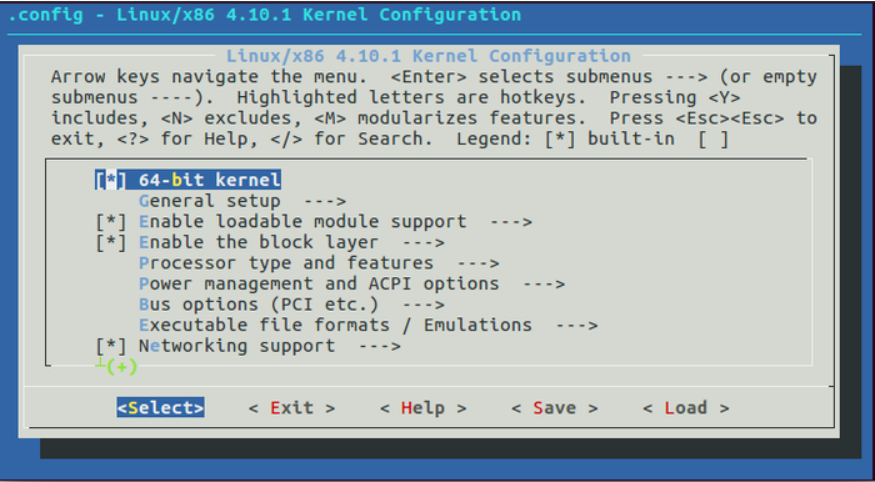 .config - Linux/x86 4.10.1 Kernel Configuration
Linux/x86 4.10.1 Kernel Configuration
Arrow keys navigate the menu.  <Enter> selects submenus ---> (or empty
submenus ----).  Highlighted letters are hotkeys.  Pressing <Y>
includes, <N> excludes, <M> modularizes features.  Press <Esc><Esc> to
exit, <?> for Help, </> for Search.  Legend: [*] built-in  [ ]
[*] 64-bit kernel
General setup  --->
[*] Enable loadable module support  --->
[*] Enable the block layer  --->
Processor type and features  --->
Power management and ACPI options  --->
Bus options (PCI etc.)  --->
Executable file formats / Emulations  --->
[*] Networking support  --->
┴(+)
<Select>    < Exit >    < Help >    < Save >    < Load >